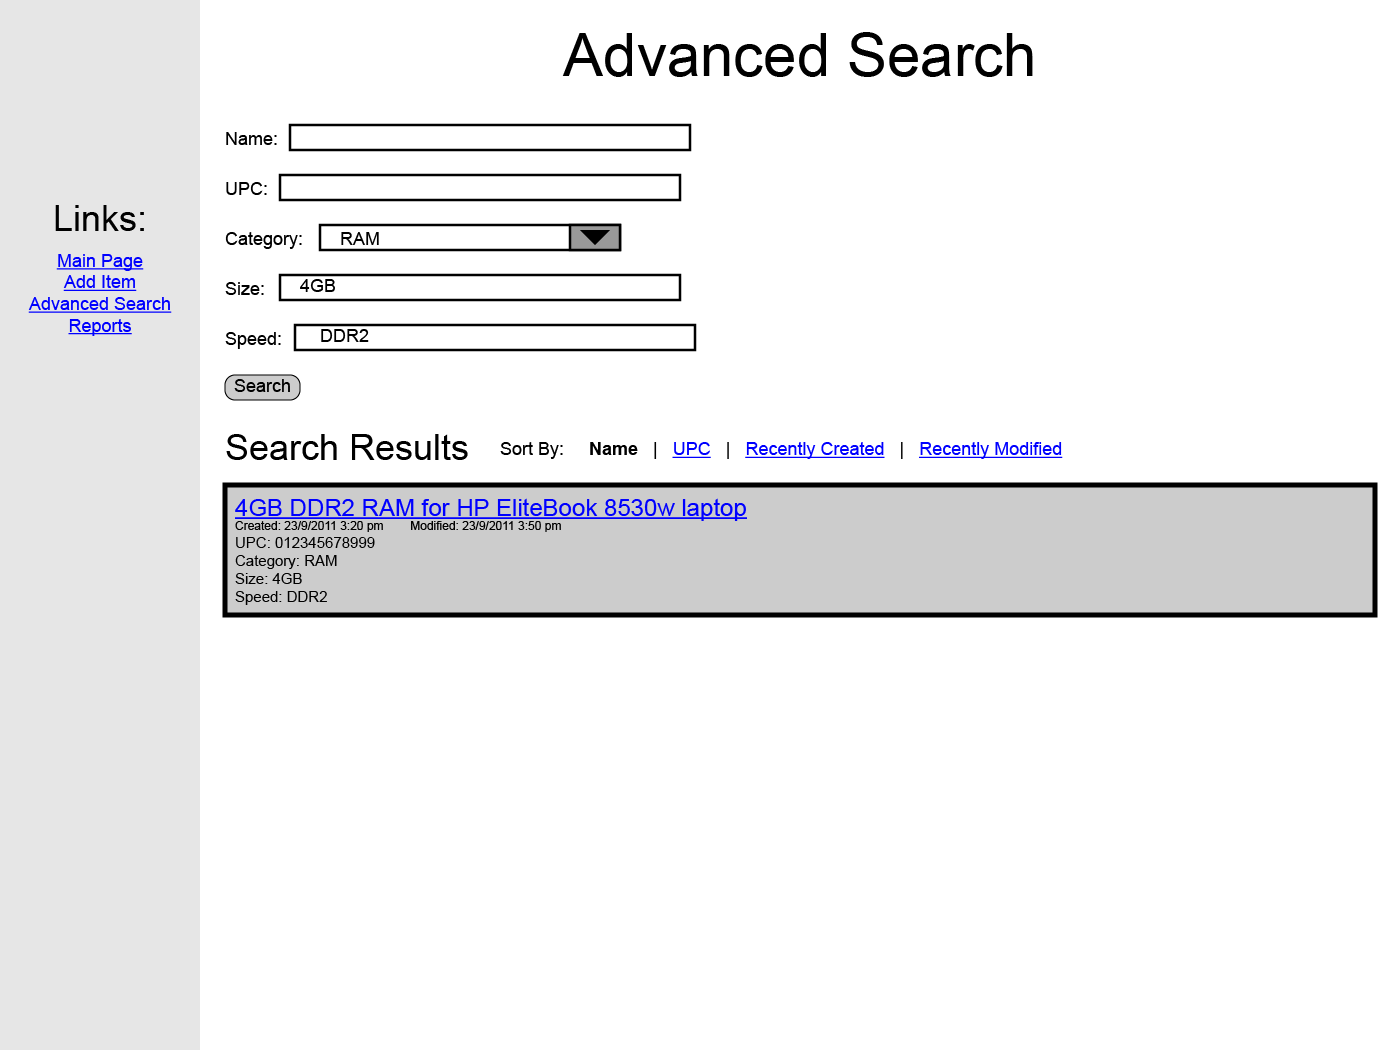 Advanced Search
Links:
Main Page
Add Item
Advanced Search
Reports
Name:
UPC:
Category: RAM
Size: 4GB
Speed: DDR2
Search
Search Results Sort By: Name | UPC | Recently Created | Recently Modified
4GB DDR2 RAM for HP EliteBook 8530w laptop
Created: 23/9/2011 3:20 pm Modified: 23/9/2011 3:50 pm
UPC: 012345678999
Category: RAM
Size: 4GB
Speed: DDR2